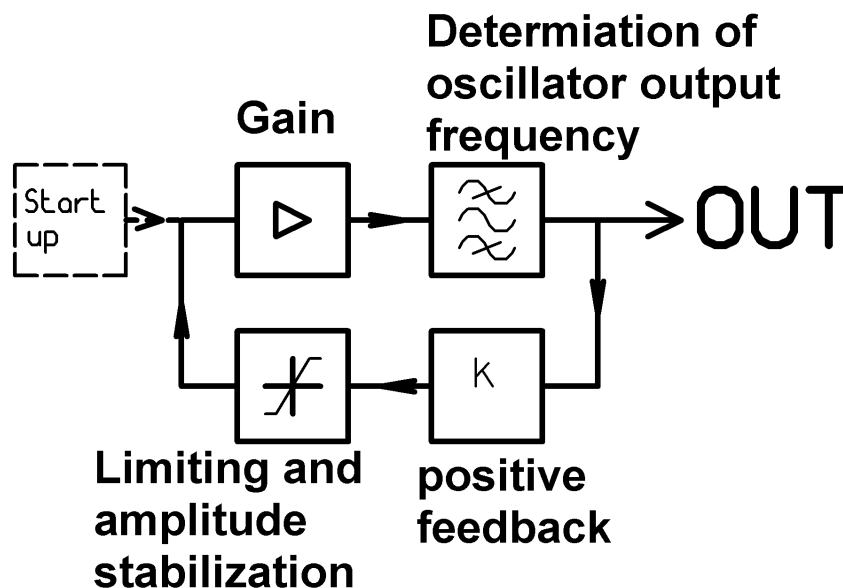 Determiation of
oscillator output
frequency
Gain
Start
up
OUT
k
Limiting and
amplitude
stabilization
positive
feedback